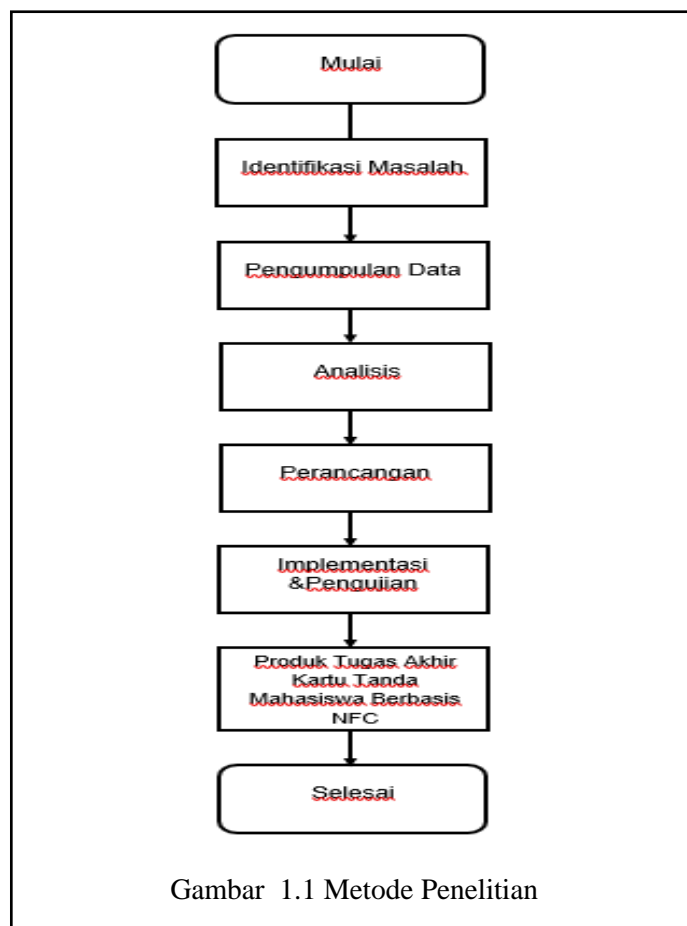 Mulai
Identifikasi Masalah
Pengumpulan Data
Analisis
Perancangan
Implementasi
&Pengujian
Produk Tugas Akhir
Kartu Tanda
Mahasiswa Berbasis
NFC
Selesai
Gambar 1.1 Metode Penelitian